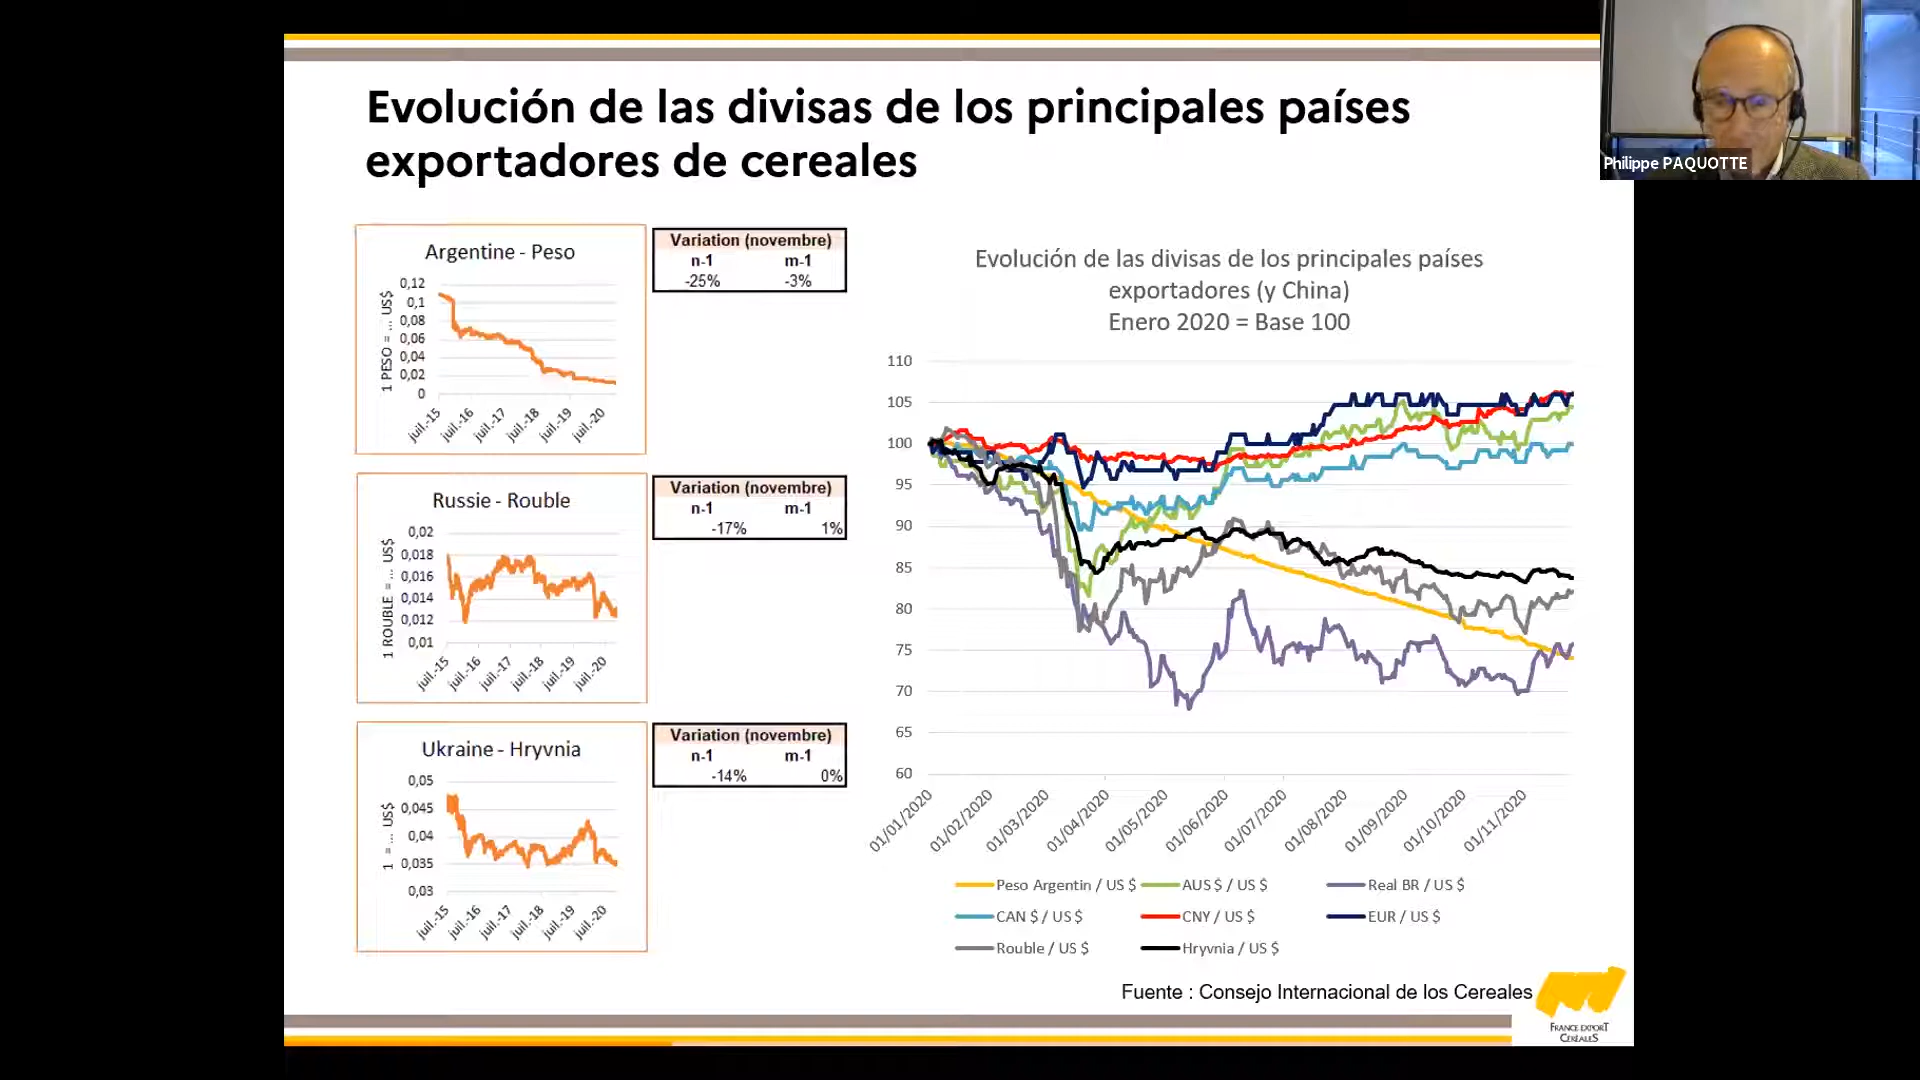 Evolución de las divisas de los principales países
exportadores de cereales
Philippe PAQUOTTE
Argentine - Peso
1 PESO = ... US$
0,12
0,1
0,08
0,06
0,04
0,02
0
juil.-15
juil.-16
juil.-17
juil.-18
juil.-19
juil.-20
Variation (novembre)
n-1 m-1
-25% -3%
Russie - Rouble
1 ROUBLE = ... US$
0,02
0,018
0,016
0,014
0,012
0,01
juil.-15
juil.-16
juil.-17
juil.-18
juil.-19
juil.-20
Variation (novembre)
n-1 m-1
-17% 1%
Ukraine - Hryvnia
1 = ... US$
0,05
0,045
0,04
0,035
0,03
juil.-15
juil.-16
juil.-17
juil.-18
juil.-19
juil.-20
Variation (novembre)
n-1 m-1
-14% 0%
Evolución de las divisas de los principales países
exportadores (y China)
Enero 2020 = Base 100
110
105
100
95
90
85
80
75
70
65
60
01/01/2020
01/02/2020
01/03/2020
01/04/2020
01/05/2020
01/06/2020
01/07/2020
01/08/2020
01/09/2020
01/10/2020
01/11/2020
Peso Argentin / US $ AUS $ / US $ Real BR / US $
CAN $ / US $ CNY / US $ EUR / US $
Rouble / US $ Hryvnia / US $
Fuente : Consejo Internacional de los Cereales
FRANCE EXPORT
CÉRÉALES